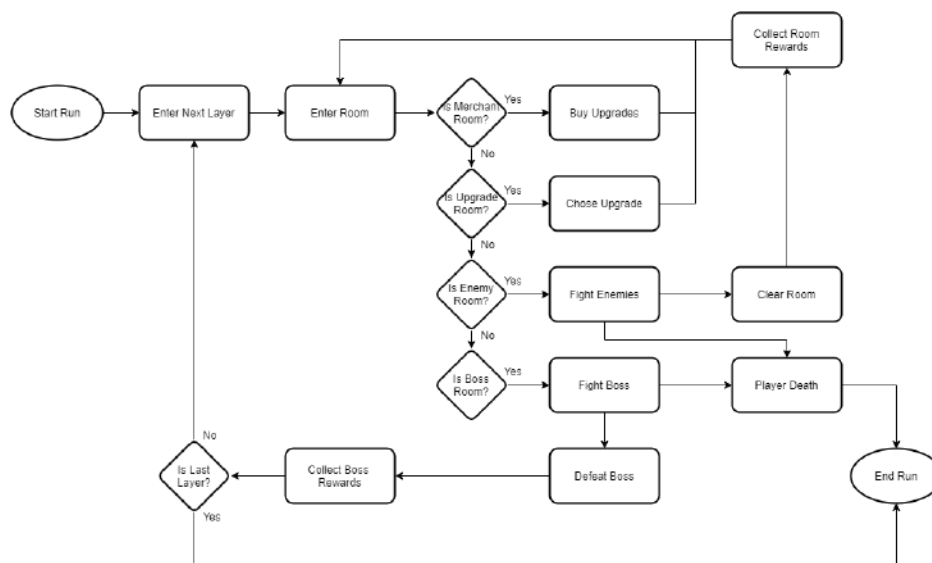 Collect Room
Rewards
Start Run
Enter Next Layer
Enter Room
Is Merchant
Room?
Yes
Buy Upgrades
No
Is Upgrade
Room?
Yes
Chose Upgrade
No
Is Enemy
Room?
Yes
Fight Enemies
Clear Room
No
Is Boss
Room?
Yes
Fight Boss
Player Death
No
Is Last
Layer?
Collect Boss
Rewards
Defeat Boss
End Run
Yes